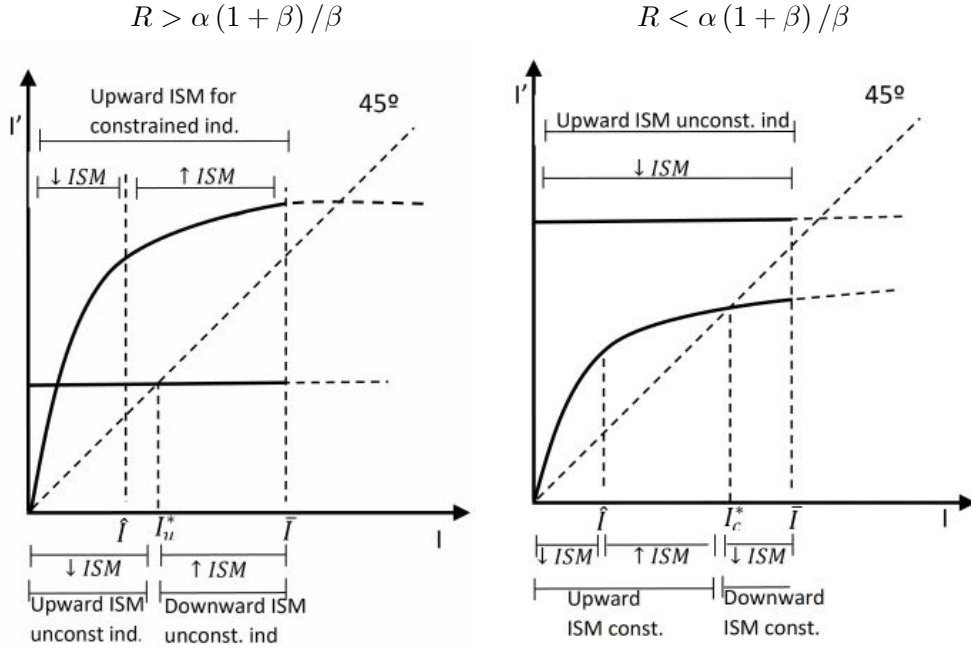 R > α (1 + β) /β
I'
Upward ISM for
constrained ind.
45º
↓ ISM
↑ ISM
Î
I*u
Ī
I
↓ ISM
↑ ISM
Upward ISM
unconst ind.
Downward ISM
unconst. ind
R < α (1 + β) /β
I'
45º
Upward ISM unconst. ind
↓ ISM
Î
I*c
Ī
I
↓ ISM
↑ ISM
↓ ISM
Upward
ISM const.
Downward
ISM const.